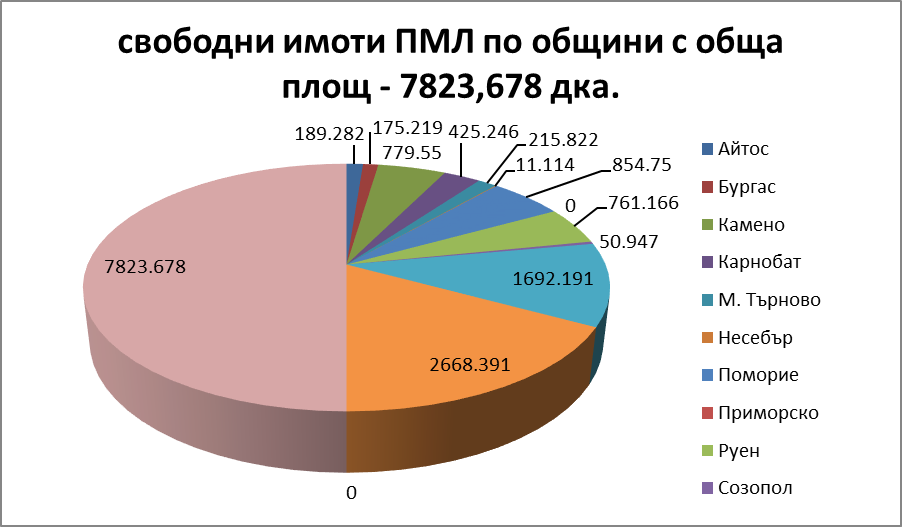 свободни имоти ПМЛ по общини с обща
площ - 7823,678 дка.
189.282
175.219
779.55
425.246
215.822
11.114
854.75
0
761.166
50.947
1692.191
2668.391
0
7823.678
Айтос
Бургас
Камено
Карнобат
М. Търново
Несебър
Поморие
Приморско
Руен
Созопол